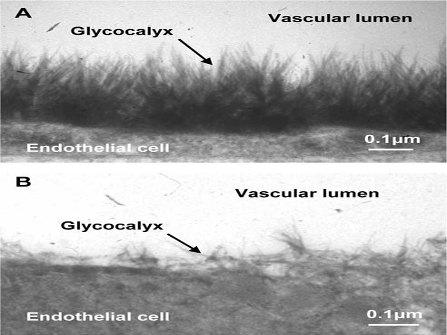 A
Vascular lumen
Glycocalyx
Endothelial cell
0.1µm
B
Vascular lumen
Glycocalyx
Endothelial cell
0.1µm